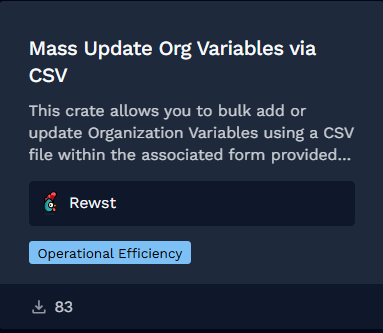 Mass Update Org Variables via
CSV
This crate allows you to bulk add or
update Organization Variables using a CSV
file within the associated form provided...
Rewst
Operational Efficiency
83